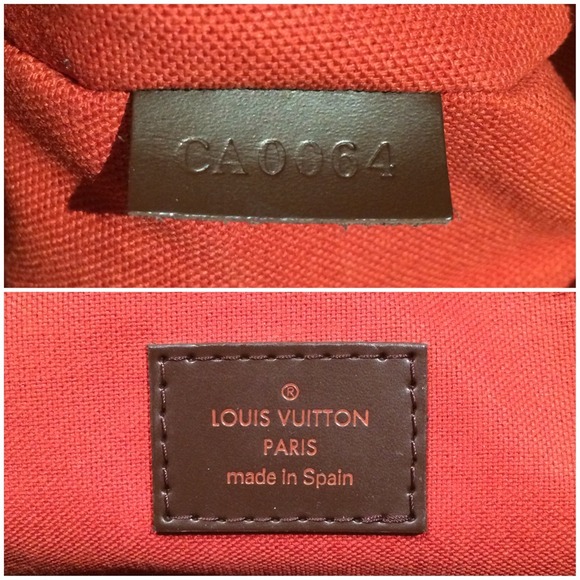 CA0064
®
LOUIS VUITTON
PARIS
made in Spain